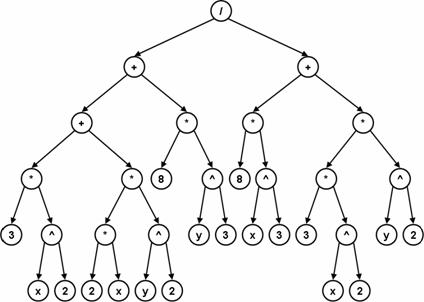 /
+ +
+ * * *
* * 8 ^ 8 ^ * ^
3 ^ * ^ y 3 x 3 3 ^ y 2
x 2 2 x y 2 x 2